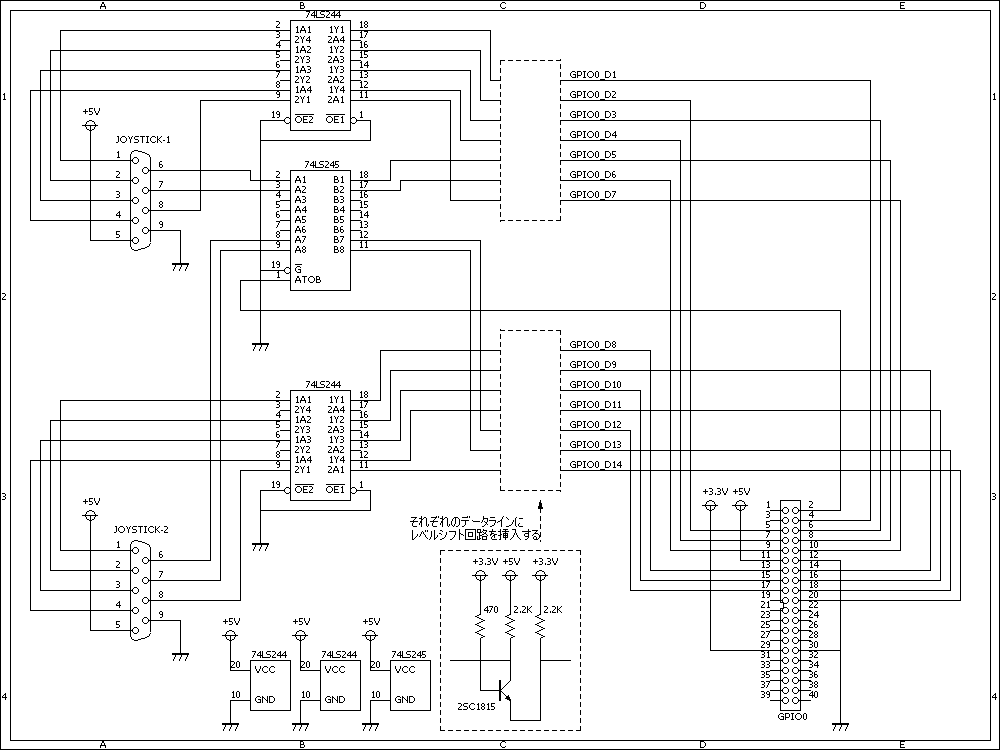 A B C D E
74LS244
2 1A1 1Y1 18
3 2Y4 2A4 17
4 1A2 1Y2 16
5 2Y3 2A3 15
6 1A3 1Y3 14
7 2Y2 2A2 13
8 1A4 1Y4 12
9 2Y1 2A1 11
19 OE2 OE1 1
GPIO0_D1
GPIO0_D2
GPIO0_D3
GPIO0_D4
GPIO0_D5
GPIO0_D6
GPIO0_D7
1 1
+5V
JOYSTICK-1
1
6
2
7
3
8
4
9
5
74LS245
2 A1 B1 18
3 A2 B2 17
4 A3 B3 16
5 A4 B4 15
6 A5 B5 14
7 A6 B6 13
8 A7 B7 12
9 A8 B8 11
19 G
1 ATOB
2 2
GPIO0_D8
GPIO0_D9
GPIO0_D10
GPIO0_D11
GPIO0_D12
GPIO0_D13
GPIO0_D14
74LS244
2 1A1 1Y1 18
3 2Y4 2A4 17
4 1A2 1Y2 16
5 2Y3 2A3 15
6 1A3 1Y3 14
7 2Y2 2A2 13
8 1A4 1Y4 12
9 2Y1 2A1 11
19 OE2 OE1 1
3 3
+5V
JOYSTICK-2
1
6
2
7
3
8
4
9
5
それぞれのデータラインに
レベルシフト回路を挿入する
+3.3V +5V +3.3V
470 2.2K 2.2K
2SC1815
+3.3V +5V
1 2
3 4
5 6
7 8
9 10
11 12
13 14
15 16
17 18
19 20
21 22
23 24
25 26
27 28
29 30
31 32
33 34
35 36
37 38
39 40
GPIO0
+5V +5V +5V
74LS244 74LS244 74LS245
20 VCC 20 VCC 20 VCC
10 GND 10 GND 10 GND
4 4
A B C D E